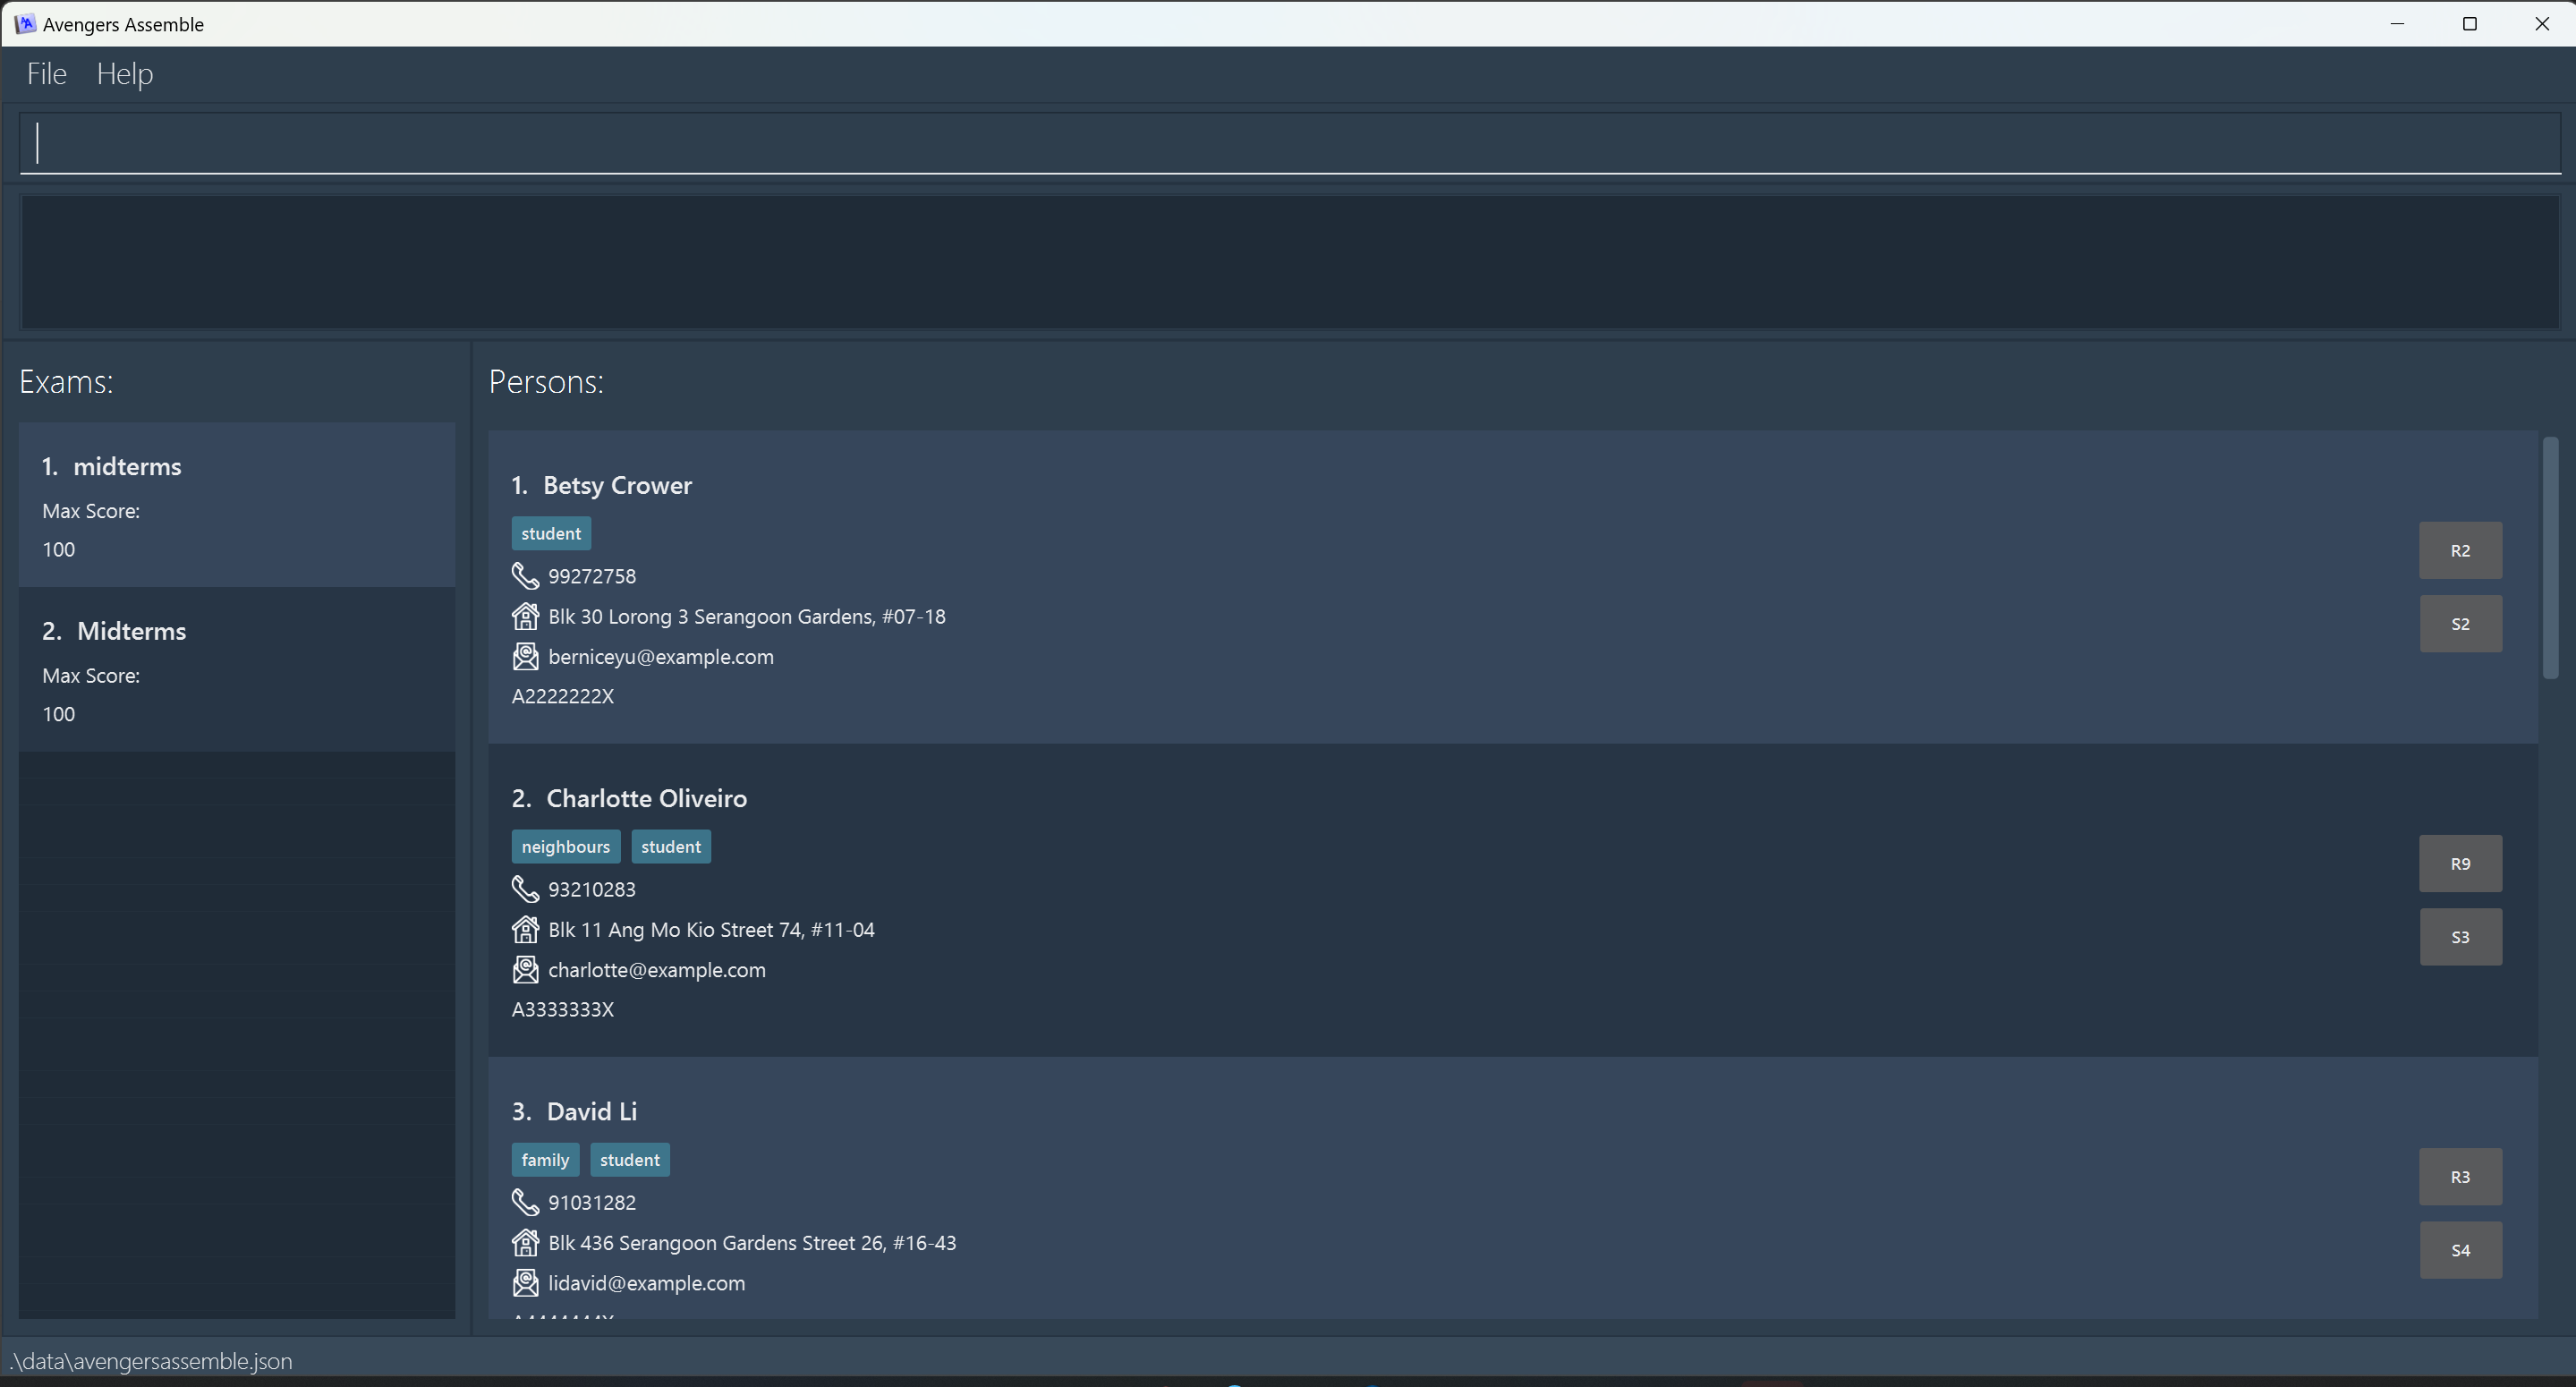 Avengers Assemble
File Help
Exams:
1. midterms
Max Score:
100
2. Midterms
Max Score:
100
Persons:
1. Betsy Crower
student
99272758
Blk 30 Lorong 3 Serangoon Gardens, #07-18
berniceyu@example.com
A2222222X
R2
S2
2. Charlotte Oliveiro
neighbours student
93210283
Blk 11 Ang Mo Kio Street 74, #11-04
charlotte@example.com
A3333333X
R9
S3
3. David Li
family student
91031282
Blk 436 Serangoon Gardens Street 26, #16-43
lidavid@example.com
R3
S4
.\data\avengersassemble.json